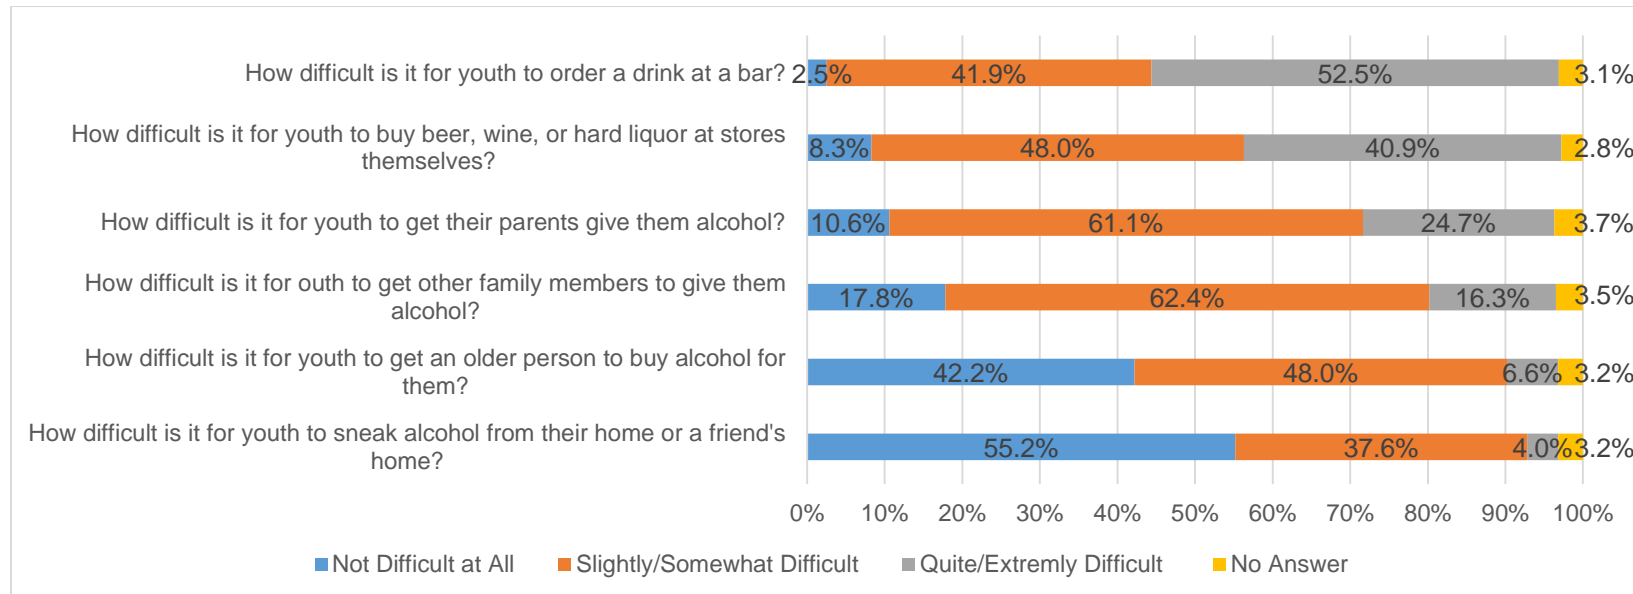 How difficult is it for youth to order a drink at a bar? 2.5% 41.9% 52.5% 3.1%
How difficult is it for youth to buy beer, wine, or hard liquor at stores
themselves?
8.3% 48.0% 40.9% 2.8%
How difficult is it for youth to get their parents give them alcohol? 10.6% 61.1% 24.7% 3.7%
How difficult is it for outh to get other family members to give them
alcohol?
17.8% 62.4% 16.3% 3.5%
How difficult is it for youth to get an older person to buy alcohol for
them?
42.2% 48.0% 6.6% 3.2%
How difficult is it for youth to sneak alcohol from their home or a friend's
home?
55.2% 37.6% 4.0% 3.2%
0% 10% 20% 30% 40% 50% 60% 70% 80% 90% 100%
Not Difficult at All Slightly/Somewhat Difficult Quite/Extremly Difficult No Answer